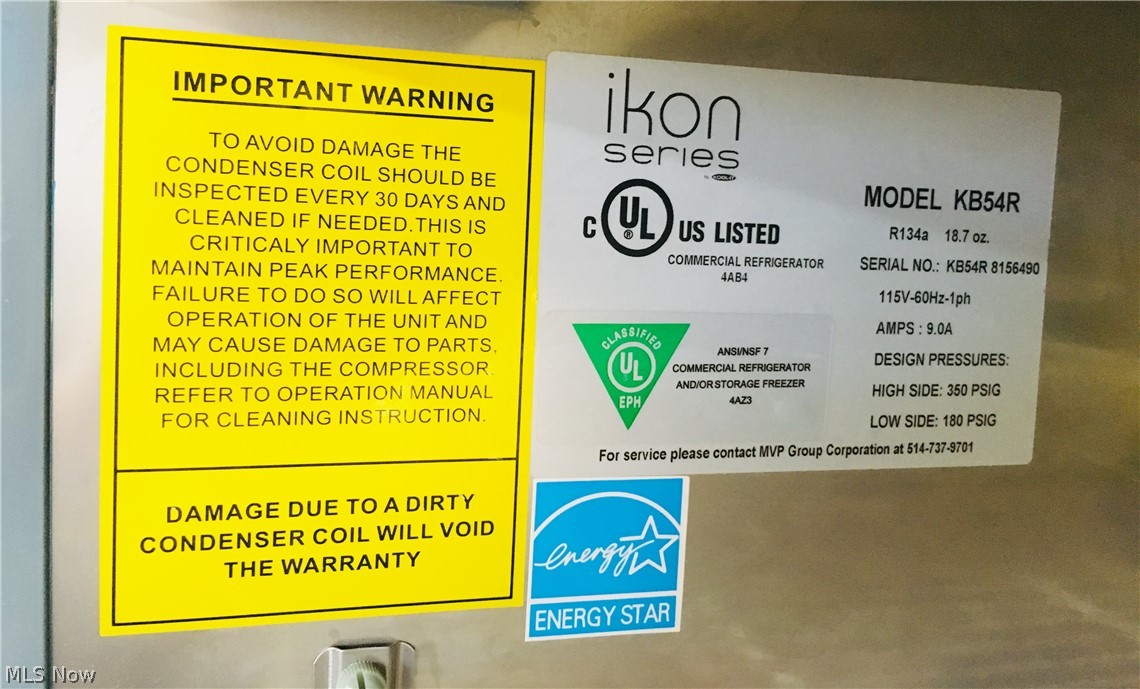 IMPORTANT WARNING
TO AVOID DAMAGE THE
CONDENSER COIL SHOULD BE
INSPECTED EVERY 30 DAYS AND
CLEANED IF NEEDED.THIS IS
CRITICALY IMPORTANT TO
MAINTAIN PEAK PERFORMANCE.
FAILURE TO DO SO WILL AFFECT
OPERATION OF THE UNIT AND
MAY CAUSE DAMAGE TO PARTS,
INCLUDING THE COMPRESSOR.
REFER TO OPERATION MANUAL
FOR CLEANING INSTRUCTION.
DAMAGE DUE TO A DIRTY
CONDENSER COIL WILL VOID
THE WARRANTY
ikon
series
by
C UL® US LISTED
COMMERCIAL REFRIGERATOR
4AB4
CLASSIFIED
UL
EPH
ANSI/NSF 7
COMMERCIAL REFRIGERATOR
AND/OR STORAGE FREEZER
4AZ3
MODEL KB54R
R134a 18.7 oz.
SERIAL NO.: KB54R 8156490
115V-60Hz-1ph
AMPS : 9.0A
DESIGN PRESSURES:
HIGH SIDE: 350 PSIG
LOW SIDE: 180 PSIG
For service please contact MVP Group Corporation at 514-737-9701
energy
ENERGY STAR
MLS Now